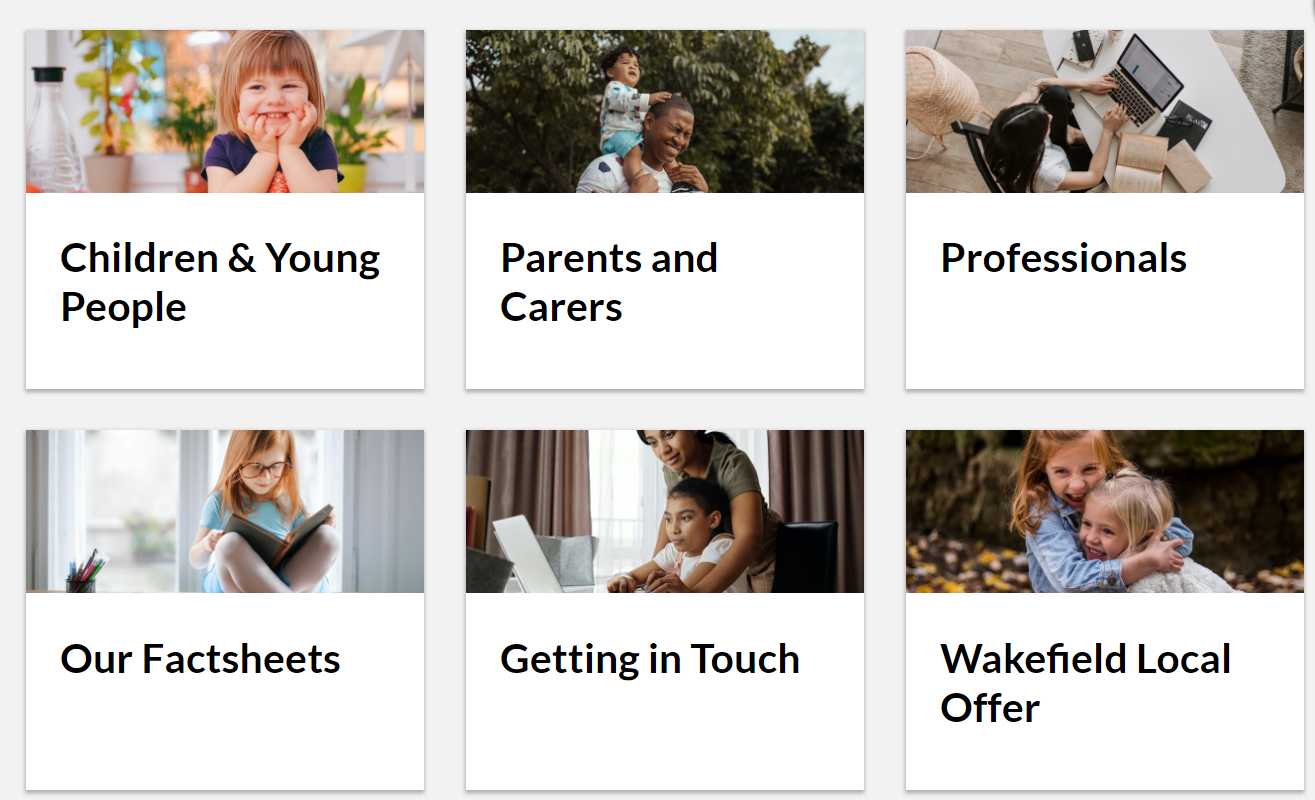 Children & Young
People
Parents and
Carers
Professionals
Our Factsheets
Getting in Touch
Wakefield Local
Offer